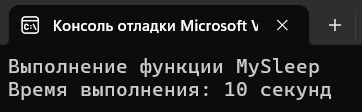 Консоль отладки Microsoft V
Выполнение функции MySleep
Время выполнения: 10 секунд